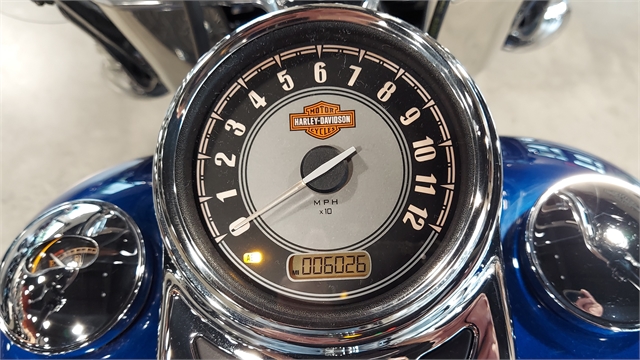 0 1 2 3 4 5 6 7 8 9 10 11 12
MOTOR
HARLEY-DAVIDSON
CYCLES
MPH
x10
006026